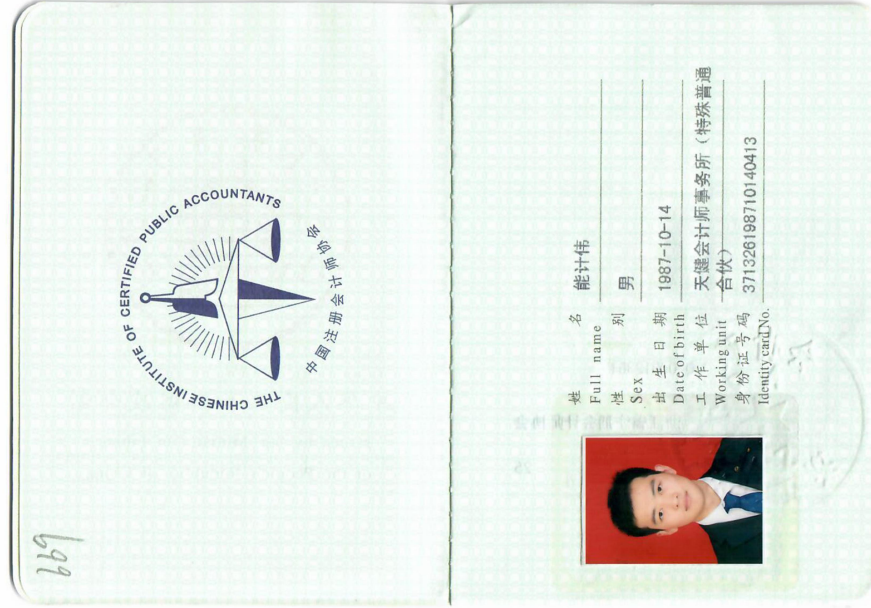 THE CHINESE INSTITUTE OF CERTIFIED PUBLIC ACCOUNTANTS
中国注册会计师协会
699
姓 名 能计伟
Full name
性 别 男
Sex
出 生 日 期 1987-10-14
Date of birth
工 作 单 位 天健会计师事务所（特殊普通
Working unit 合伙）
身 份 证 号 码 371326198710140413
Identity card No.